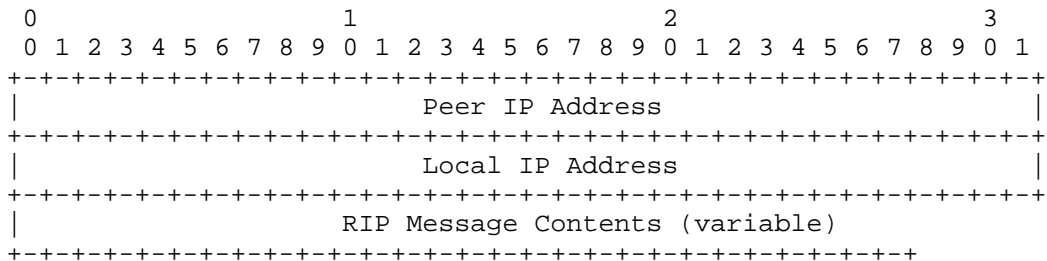 0                   1                   2                   3
 0 1 2 3 4 5 6 7 8 9 0 1 2 3 4 5 6 7 8 9 0 1 2 3 4 5 6 7 8 9 0 1
+-+-+-+-+-+-+-+-+-+-+-+-+-+-+-+-+-+-+-+-+-+-+-+-+-+-+-+-+-+-+-+-+
|                         Peer IP Address                       |
+-+-+-+-+-+-+-+-+-+-+-+-+-+-+-+-+-+-+-+-+-+-+-+-+-+-+-+-+-+-+-+-+
|                         Local IP Address                      |
+-+-+-+-+-+-+-+-+-+-+-+-+-+-+-+-+-+-+-+-+-+-+-+-+-+-+-+-+-+-+-+-+
|                    RIP Message Contents (variable)
+-+-+-+-+-+-+-+-+-+-+-+-+-+-+-+-+-+-+-+-+-+-+-+-+-+-+-+-+